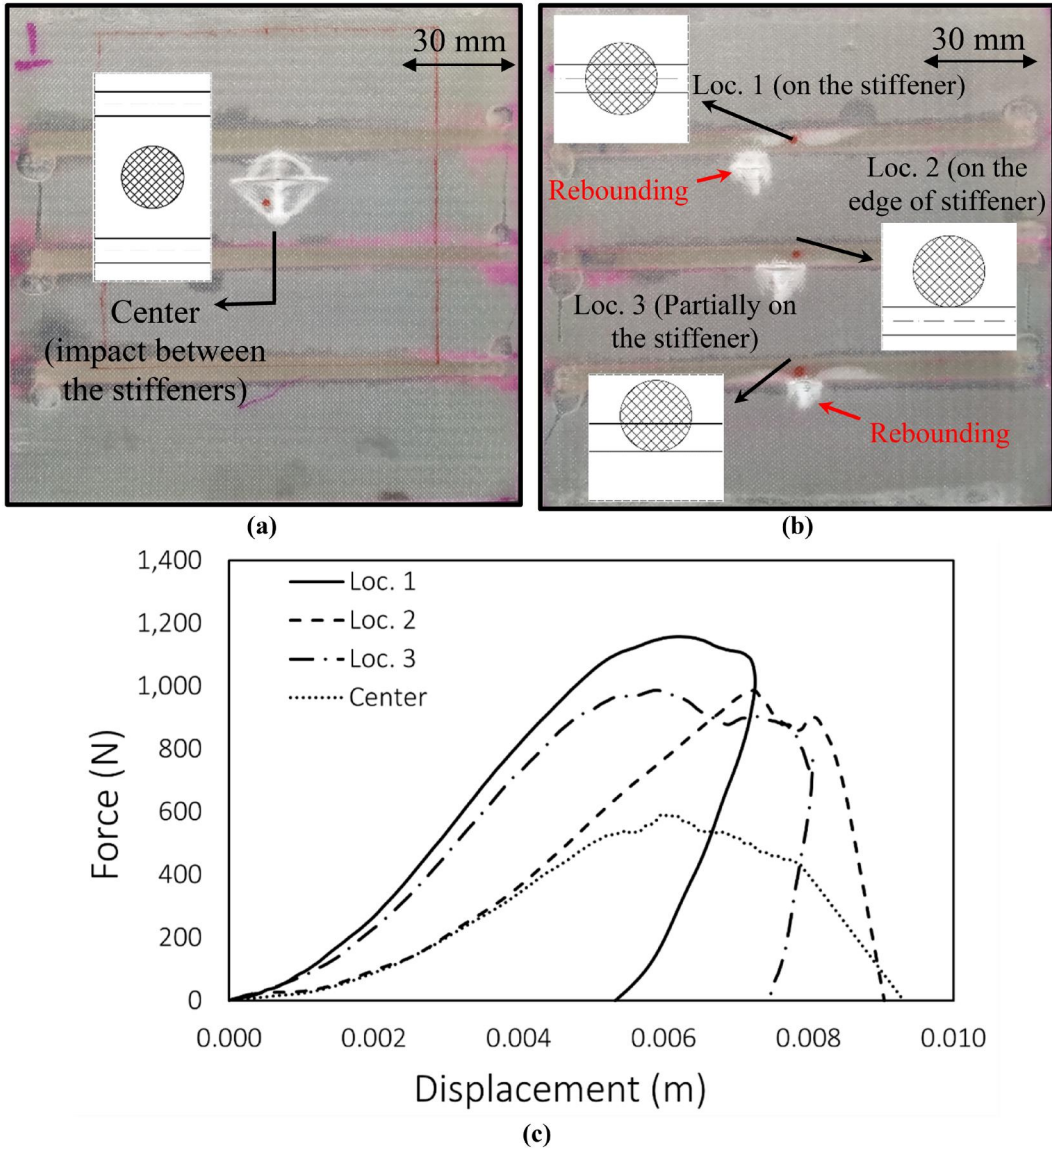 30 mm
Center
(impact between
the stiffeners)
(a)
30 mm
Loc. 1 (on the stiffener)
Rebounding
Loc. 2 (on the
edge of stiffener)
Loc. 3 (Partially on
the stiffener)
Rebounding
(b)
1,400
1,200
1,000
800
600
400
200
0
Force (N)
Loc. 1
Loc. 2
Loc. 3
Center
0.000
0.002
0.004
0.006
0.008
0.010
Displacement (m)
(c)